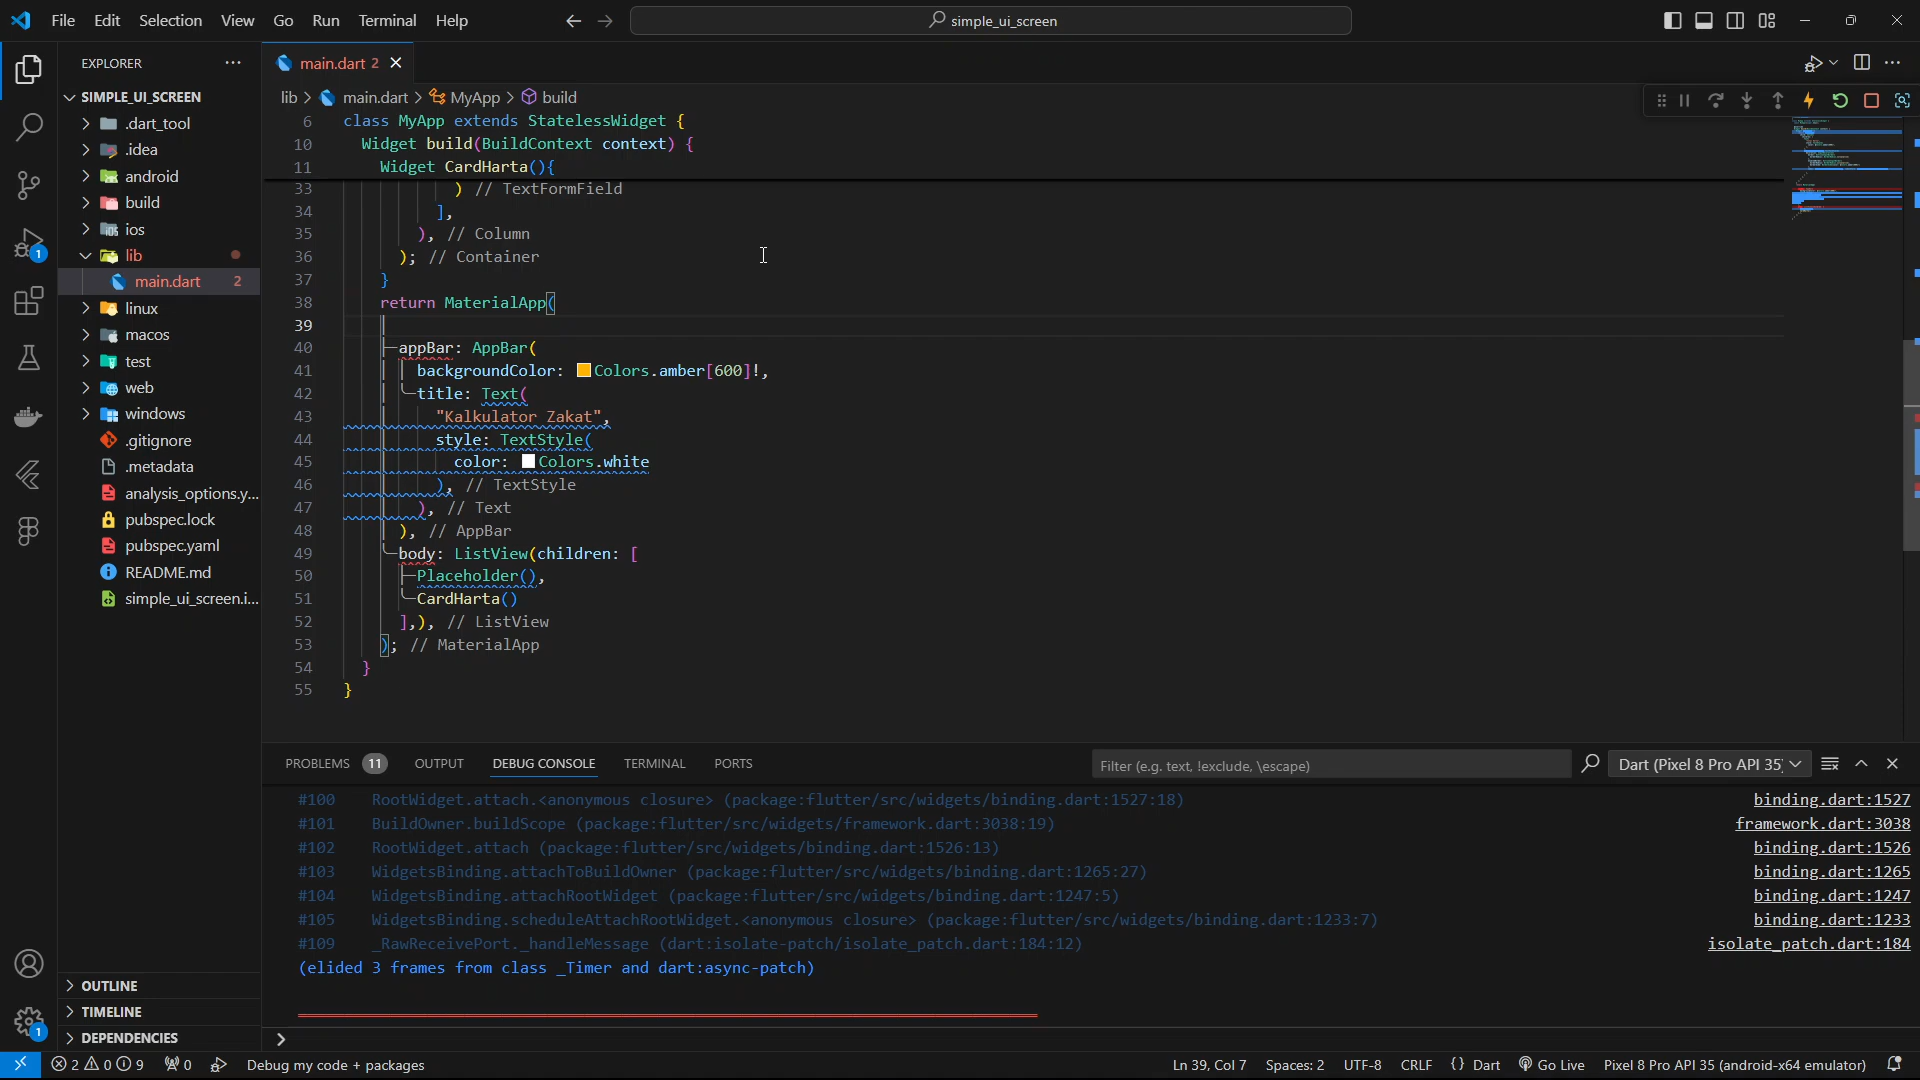 File Edit Selection View Go Run Terminal Help
simple_ui_screen
EXPLORER
SIMPLE_UI_SCREEN
.dart_tool
.idea
android
build
ios
lib
main.dart 2
linux
macos
test
web
windows
.gitignore
.metadata
analysis_options.y...
pubspec.lock
pubspec.yaml
README.md
simple_ui_screen.i...
OUTLINE
TIMELINE
DEPENDENCIES
main.dart 2
lib > main.dart > MyApp > build
6 class MyApp extends StatelessWidget {
10 Widget build(BuildContext context) {
11 Widget CardHarta(){
33 ) // TextFormField
34 ],
35 ), // Column
36 ); // Container
37 }
38 return MaterialApp(
39
40 appBar: AppBar(
41 backgroundColor: Colors.amber[600]!,
42 title: Text(
43 "Kalkulator Zakat",
44 style: TextStyle(
45 color: Colors.white
46 ), // TextStyle
47 ), // Text
48 ), // AppBar
49 body: ListView(children: [
50 Placeholder(),
51 CardHarta()
52 ],), // ListView
53 ); // MaterialApp
54 }
55 }
PROBLEMS 11 OUTPUT DEBUG CONSOLE TERMINAL PORTS
Filter (e.g. text, !exclude, \escape)
Dart (Pixel 8 Pro API 35)
#100 RootWidget.attach.<anonymous closure> (package:flutter/src/widgets/binding.dart:1527:18) binding.dart:1527
#101 BuildOwner.buildScope (package:flutter/src/widgets/framework.dart:3038:19) framework.dart:3038
#102 RootWidget.attach (package:flutter/src/widgets/binding.dart:1526:13) binding.dart:1526
#103 WidgetsBinding.attachToBuildOwner (package:flutter/src/widgets/binding.dart:1265:27) binding.dart:1265
#104 WidgetsBinding.attachRootWidget (package:flutter/src/widgets/binding.dart:1247:5) binding.dart:1247
#105 WidgetsBinding.scheduleAttachRootWidget.<anonymous closure> (package:flutter/src/widgets/binding.dart:1233:7) binding.dart:1233
#109 _RawReceivePort._handleMessage (dart:isolate-patch/isolate_patch.dart:184:12) isolate_patch.dart:184
(elided 3 frames from class _Timer and dart:async-patch)
1
1
2 0 9 0 Debug my code + packages Ln 39, Col 7 Spaces: 2 UTF-8 CRLF {} Dart Go Live Pixel 8 Pro API 35 (android-x64 emulator)